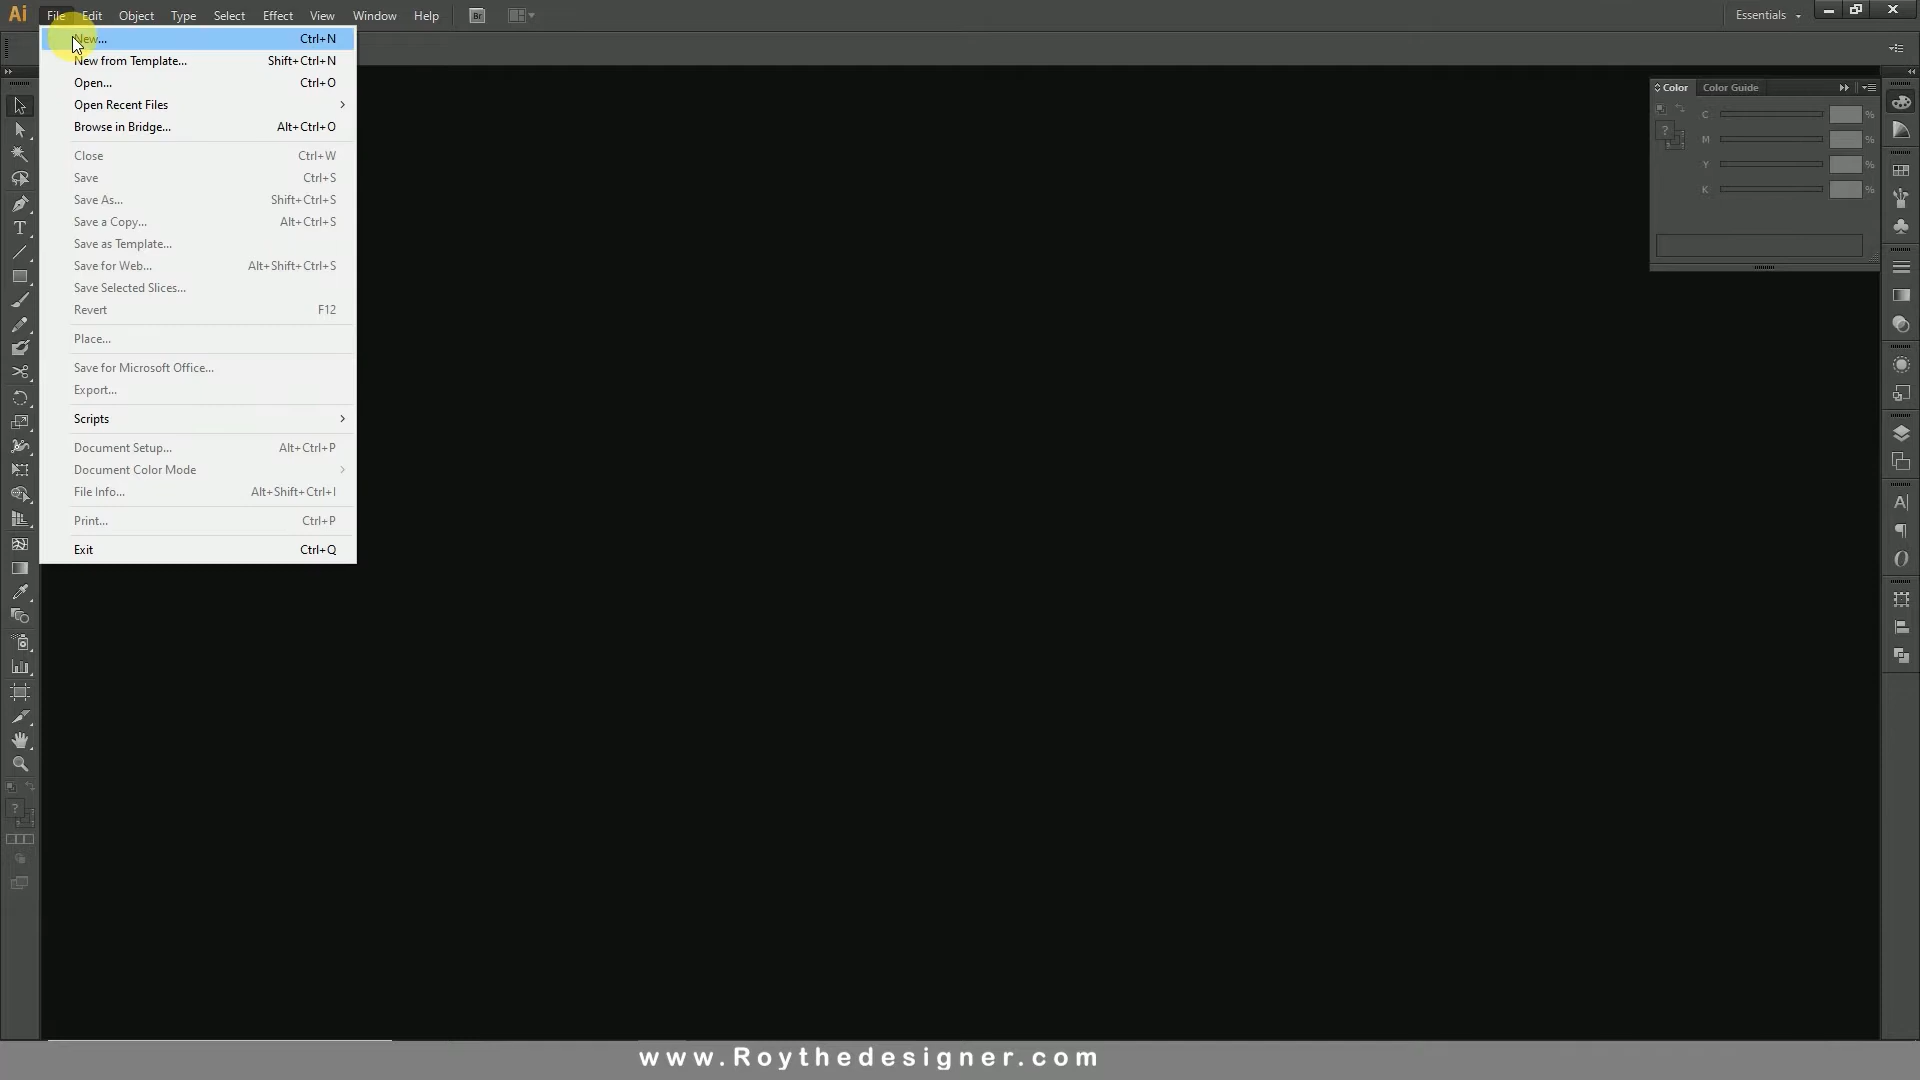 Ai File Edit Object Type Select Effect View Window Help Br Essentials
New... Ctrl+N
New from Template... Shift+Ctrl+N
Open... Ctrl+O
Open Recent Files
Browse in Bridge... Alt+Ctrl+O
Close Ctrl+W
Save Ctrl+S
Save As... Shift+Ctrl+S
Save a Copy... Alt+Ctrl+S
Save as Template...
Save for Web... Alt+Shift+Ctrl+S
Save Selected Slices...
Revert F12
Place...
Save for Microsoft Office...
Export...
Scripts
Document Setup... Alt+Ctrl+P
Document Color Mode
File Info... Alt+Shift+Ctrl+I
Print... Ctrl+P
Exit Ctrl+Q
Color Color Guide
C %
M %
Y %
K %
?
?
www.Roythedesigner.com